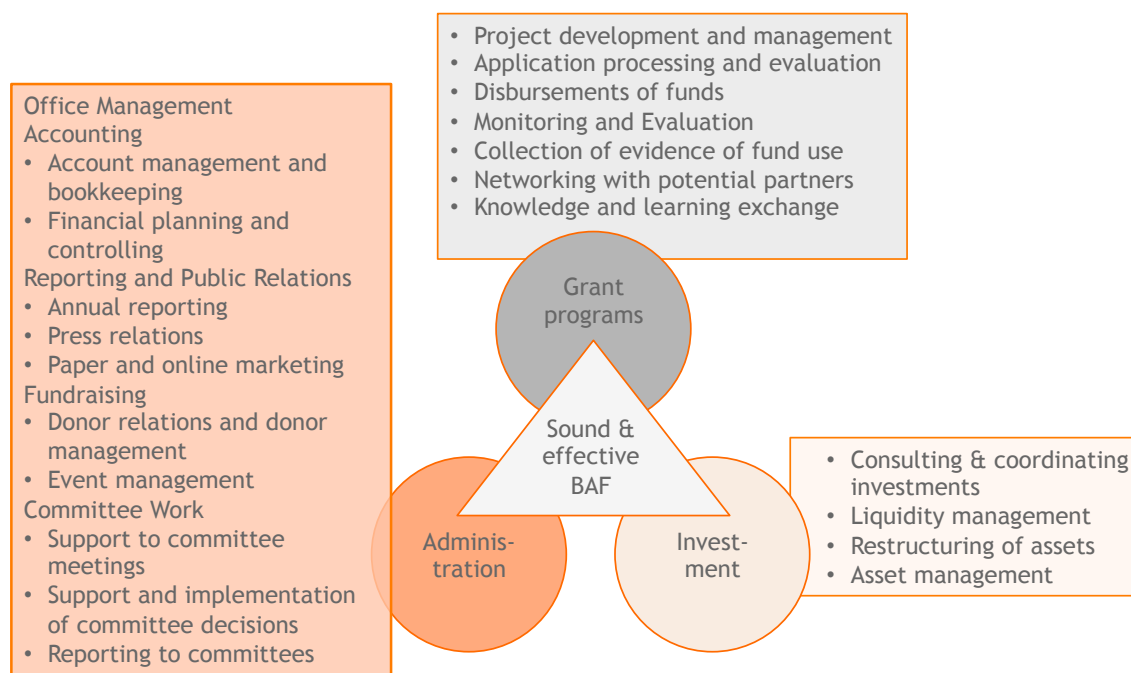 • Project development and management
• Application processing and evaluation
• Disbursements of funds
• Monitoring and Evaluation
• Collection of evidence of fund use
• Networking with potential partners
• Knowledge and learning exchange
Office Management
Accounting
• Account management and
bookkeeping
• Financial planning and
controlling
Reporting and Public Relations
• Annual reporting
• Press relations
• Paper and online marketing
Fundraising
• Donor relations and donor
management
• Event management
Committee Work
• Support to committee
meetings
• Support and implementation
of committee decisions
• Reporting to committees
Grant
programs
Sound &
effective
BAF
Adminis-
tration
Invest-
ment
• Consulting & coordinating
investments
• Liquidity management
• Restructuring of assets
• Asset management